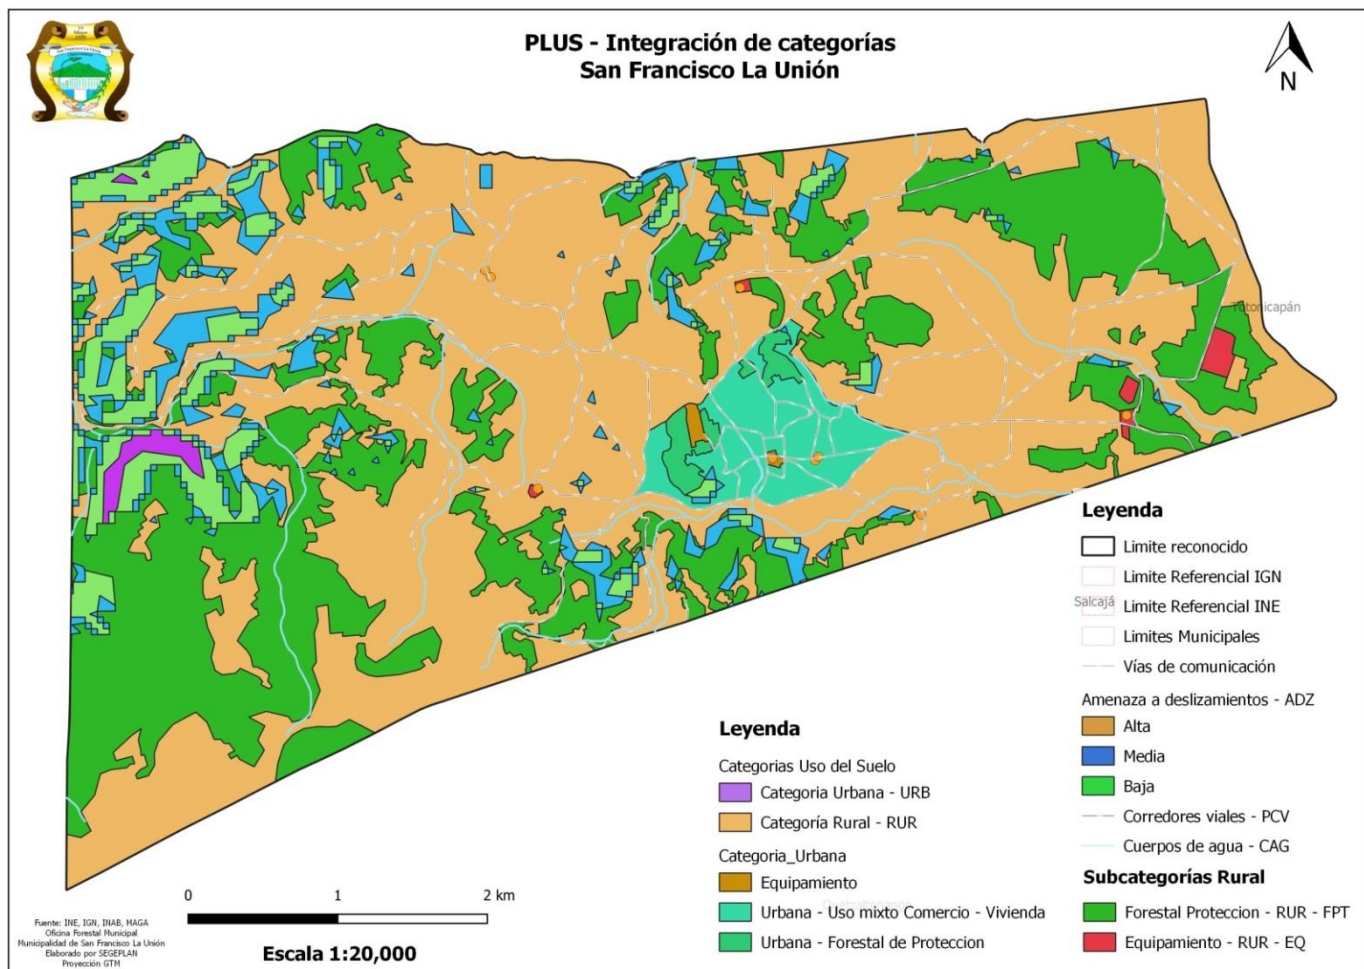 PLUS - Integración de categorías
San Francisco La Unión
N
San Francisco La Unión
Totonicapán
Leyenda
Limite reconocido
Limite Referencial IGN
Salcajá
Limite Referencial INE
Limites Municipales
Vías de comunicación
Amenaza a deslizamientos - ADZ
Alta
Media
Baja
Corredores viales - PCV
Cuerpos de agua - CAG
Subcategorías Rural
Forestal Proteccion - RUR - FPT
Equipamiento - RUR - EQ
Leyenda
Categorias Uso del Suelo
Categoria Urbana - URB
Categoría Rural - RUR
Categoria_Urbana
Equipamiento
Urbana - Uso mixto Comercio - Vivienda
Urbana - Forestal de Proteccion
0 1 2 km
Escala 1:20,000
Fuente: INE, IGN, INAB, MAGA
Oficina Forestal Municipal
Municipalidad de San Francisco La Unión
Elaborado por SEGEPLAN
Proyección GTM